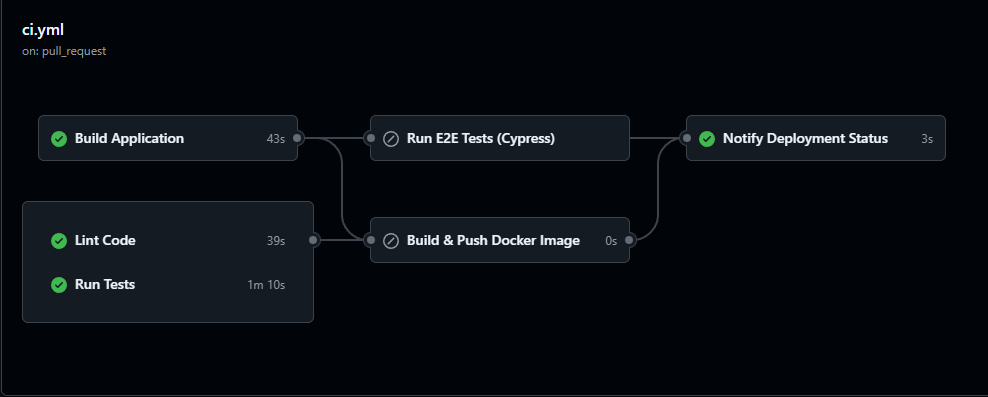 ci.yml
on: pull_request
Build Application 43s
Run E2E Tests (Cypress)
Notify Deployment Status 3s
Lint Code 39s
Build & Push Docker Image 0s
Run Tests 1m 10s